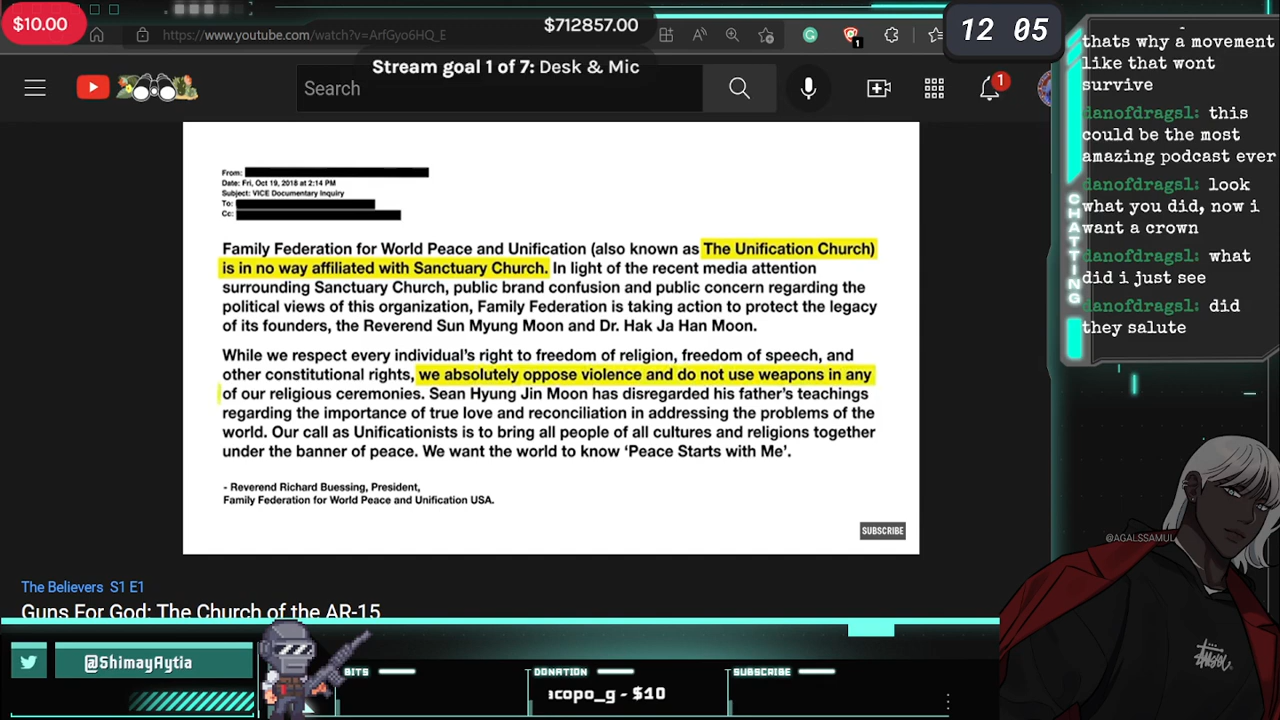 $10.00
$712857.00
12 05
https://www.youtube.com/watch?v=ArfGyo6HQ_E
Stream goal 1 of 7: Desk & Mic
Search
1
1
From:
Date: Fri, Oct 19, 2018 at 2:14 PM
Subject: VICE Documentary Inquiry
To:
Cc:
Family Federation for World Peace and Unification (also known as The Unification Church)
is in no way affiliated with Sanctuary Church. In light of the recent media attention
surrounding Sanctuary Church, public brand confusion and public concern regarding the
political views of this organization, Family Federation is taking action to protect the legacy
of its founders, the Reverend Sun Myung Moon and Dr. Hak Ja Han Moon.
While we respect every individual's right to freedom of religion, freedom of speech, and
other constitutional rights, we absolutely oppose violence and do not use weapons in any
of our religious ceremonies. Sean Hyung Jin Moon has disregarded his father's teachings
regarding the importance of true love and reconciliation in addressing the problems of the
world. Our call as Unificationists is to bring all people of all cultures and religions together
under the banner of peace. We want the world to know 'Peace Starts with Me'.
- Reverend Richard Buessing, President,
Family Federation for World Peace and Unification USA.
SUBSCRIBE
The Believers S1 E1
Guns For God: The Church of the AR-15
thats why a movement
like that wont
survive
danofdragsl: this
could be the most
amazing podcast ever
danofdragsl: look
what you did, now i
want a crown
danofdragsl: what
did i just see
danofdragsl: did
they salute
CHATTING
@AGALSSAMUL
@ShimayAytia
BITS
DONATION
copo_g - $10
SUBSCRIBE